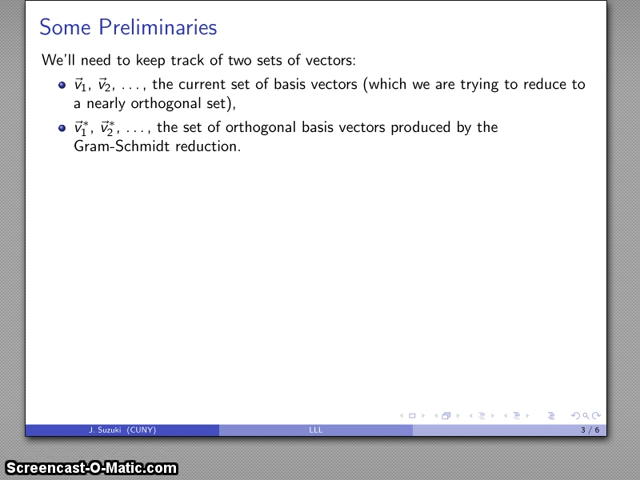 Some Preliminaries
We'll need to keep track of two sets of vectors:
v⃗₁, v⃗₂, ..., the current set of basis vectors (which we are trying to reduce to
a nearly orthogonal set),
v⃗₁*, v⃗₂*, ..., the set of orthogonal basis vectors produced by the
Gram-Schmidt reduction.
J. Suzuki (CUNY) LLL 3 / 6
Screencast-O-Matic.com